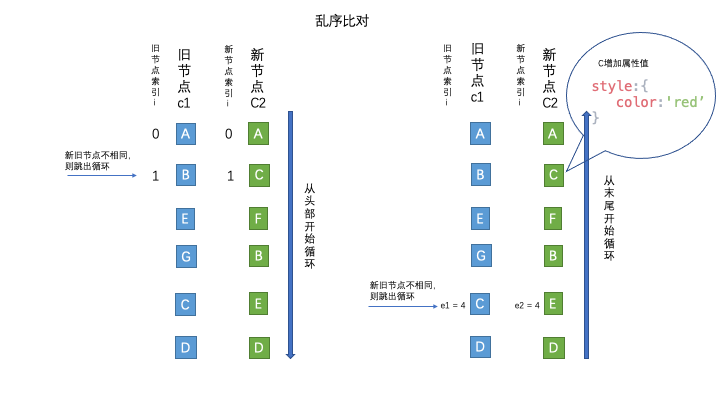 乱序比对
旧节点索引i
旧节点c1
新节点索引i
新节点C2
0
A
0
A
新旧节点不相同,
则跳出循环
1
B
1
C
E
F
G
B
C
E
D
D
从头部开始循环
旧节点索引i
旧节点c1
新节点索引i
新节点C2
C增加属性值
style:{
color:'red’
}
A
A
B
C
E
F
G
B
新旧节点不相同,
则跳出循环
e1 = 4
C
e2 = 4
E
D
D
从末尾开始循环